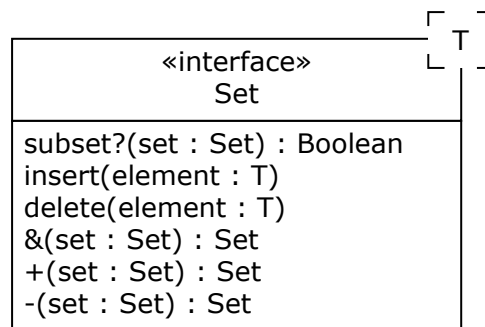 T
«interface»
Set
subset?(set : Set) : Boolean
insert(element : T)
delete(element : T)
&(set : Set) : Set
+(set : Set) : Set
-(set : Set) : Set